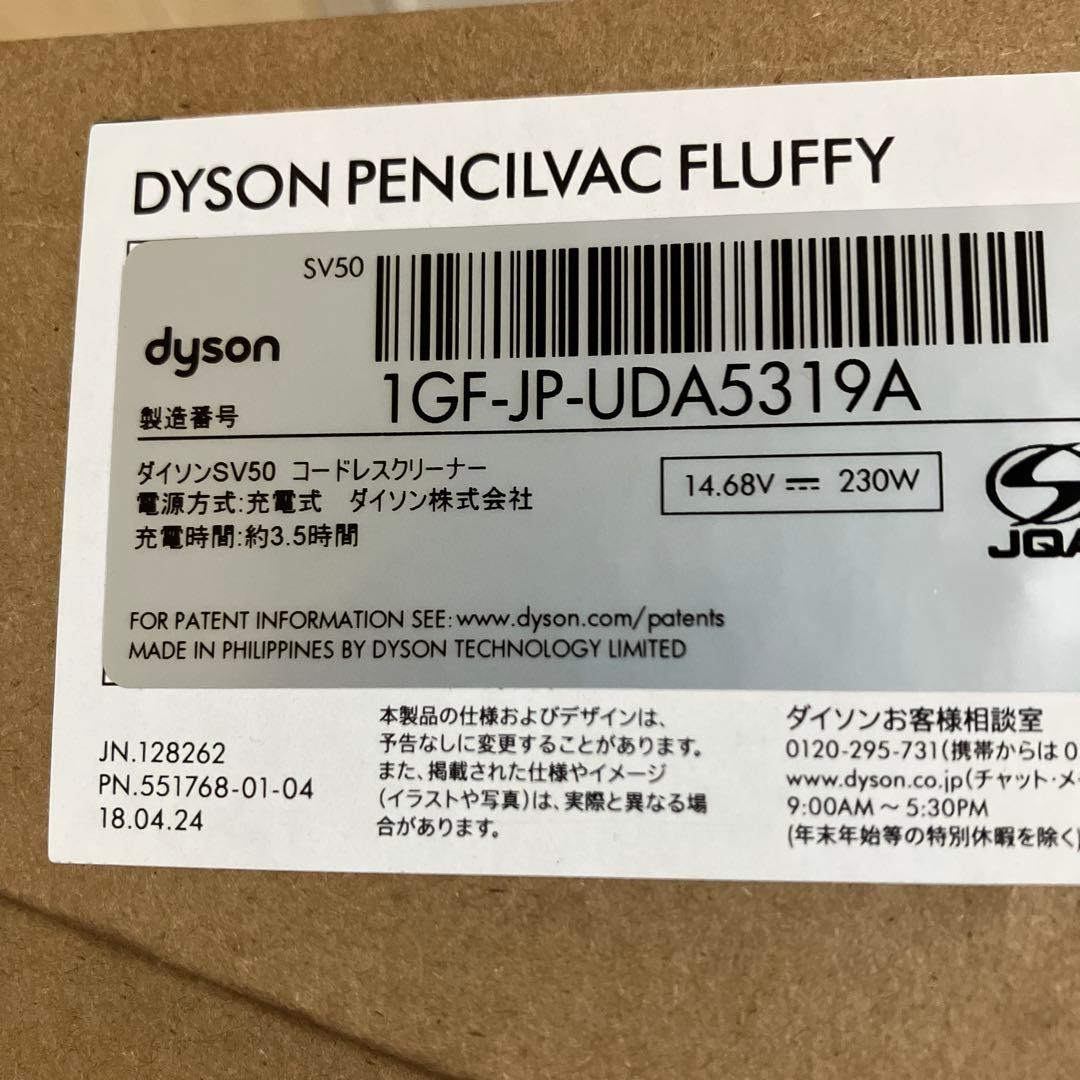 DYSON PENCILVAC FLUFFY
SV50
dyson
製造番号
1GF-JP-UDA5319A
ダイソンSV50 コードレスクリーナー
電源方式:充電式 ダイソン株式会社
充電時間:約3.5時間
14.68V ⎓ 230W
JQA
FOR PATENT INFORMATION SEE: www.dyson.com/patents
MADE IN PHILIPPINES BY DYSON TECHNOLOGY LIMITED
JN.128262
PN.551768-01-04
18.04.24
本製品の仕様およびデザインは、
予告なしに変更することがあります。
また、掲載された仕様やイメージ
(イラストや写真)は、実際と異なる場
合があります。
ダイソンお客様相談室
0120-295-731(携帯からは0
www.dyson.co.jp(チャット・メ
9:00AM～5:30PM
(年末年始等の特別休暇を除く)